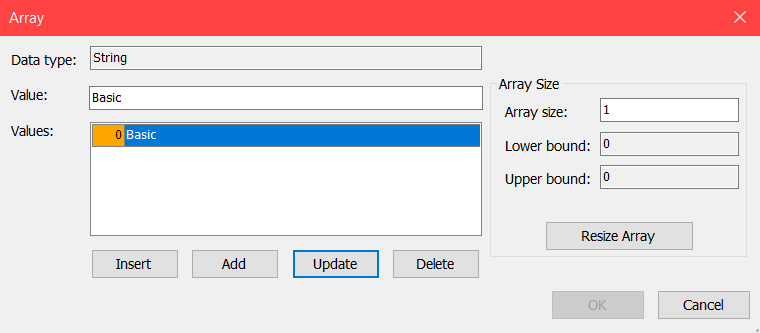 Array
Data type: String
Value: Basic
Values: 0 Basic
Insert Add Update Delete
Array Size
Array size: 1
Lower bound: 0
Upper bound: 0
Resize Array
OK Cancel